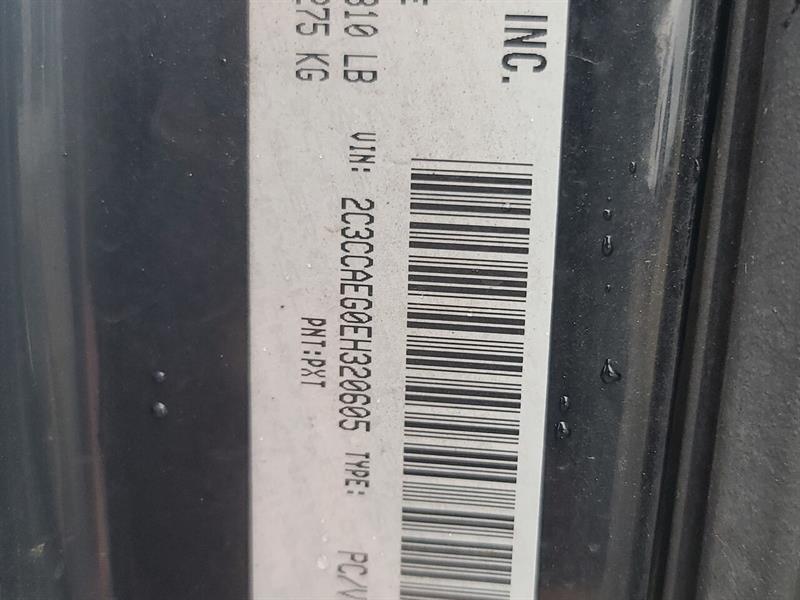 INC.
810 LB
275 KG
VIN: 2C3CCAEG0EH320605 TYPE: PC/V
PNT:PXT